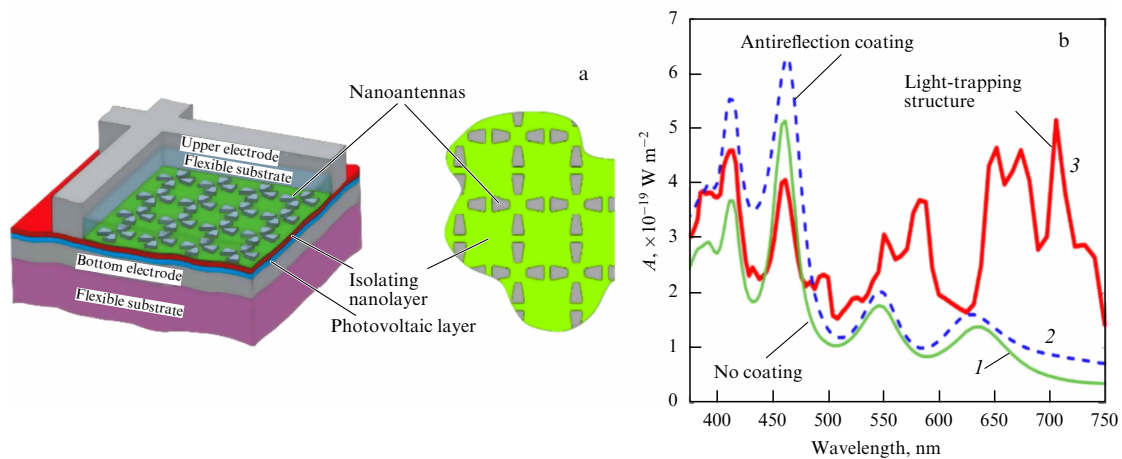 a
Nanoantennas
Upper electrode
Flexible substrate
Bottom electrode
Flexible substrate
Isolating
nanolayer
Photovoltaic layer
b
A, ×10⁻¹⁹ W m⁻²
7
6
5
4
3
2
1
0
Antireflection coating
Light-trapping
structure
3
No coating
1
2
400
450
500
550
600
650
700
750
Wavelength, nm